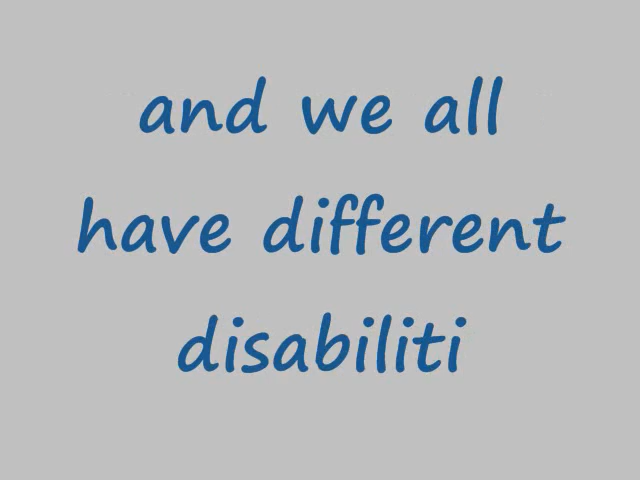 and we all
have different
disabiliti